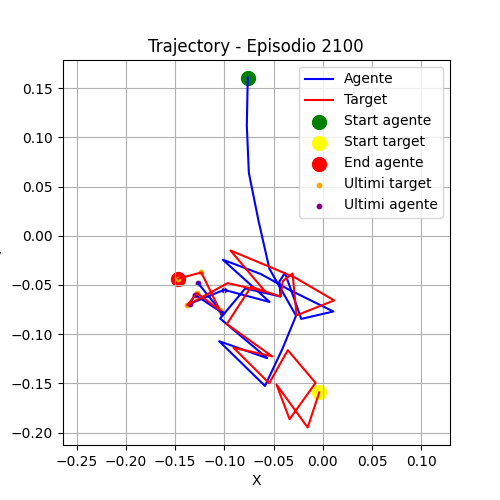 Trajectory - Episodio 2100
Agente
Target
Start agente
Start target
End agente
Ultimi target
Ultimi agente
0.15
0.10
0.05
0.00
−0.05
−0.10
−0.15
−0.20
−0.25
−0.20
−0.15
−0.10
−0.05
0.00
0.05
0.10
X